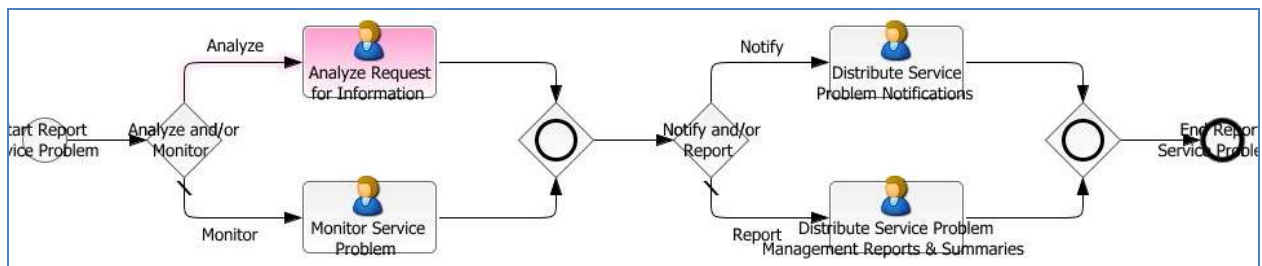 Analyze
Analyze Request
for Information
tart Report
vice Problem
Analyze and/or
Monitor
Monitor
Monitor Service
Problem
Notify
Distribute Service
Problem Notifications
Notify and/or
Report
Report
Distribute Service Problem
Management Reports & Summaries
End Repor
Service Proble